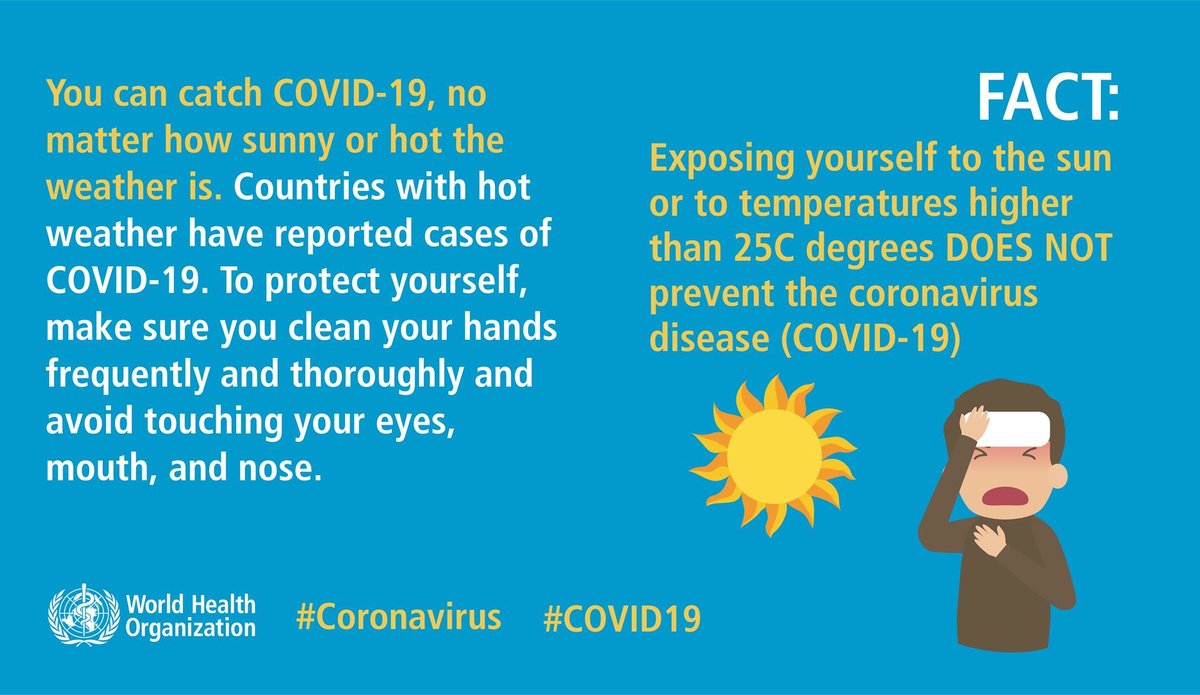 You can catch COVID-19, no
matter how sunny or hot the
weather is. Countries with hot
weather have reported cases of
COVID-19. To protect yourself,
make sure you clean your hands
frequently and thoroughly and
avoid touching your eyes,
mouth, and nose.
FACT:
Exposing yourself to the sun
or to temperatures higher
than 25C degrees DOES NOT
prevent the coronavirus
disease (COVID-19)
World Health
Organization
#Coronavirus
#COVID19